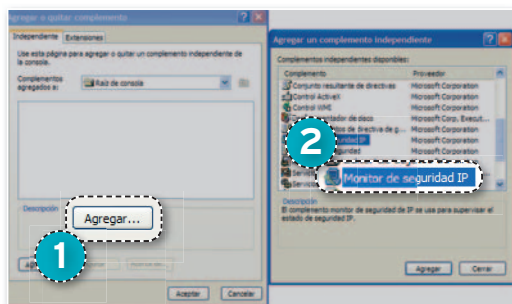 Agregar o quitar complemento
Independiente Extensiones
Use esta página para agregar o quitar un complemento independiente de
la consola.
Complementos
agregados a:
Raíz de consola
Descripción
Agregar...
1
Aceptar Cancelar
Agregar un complemento independiente
Complementos independientes disponibles:
Complemento Proveedor
Conjunto resultante de directivas Microsoft Corporation
Control ActiveX Microsoft Corporation
Control WMI Microsoft Corporation
Microsoft Corp, Execut...
de directiva de g... Microsoft Corporation
Microsoft Corporation
Microsoft Corporation
2
Monitor de seguridad IP
Descripción
El complemento monitor de seguridad de IP se usa para supervisar el
estado de seguridad IP.
Agregar Cerrar